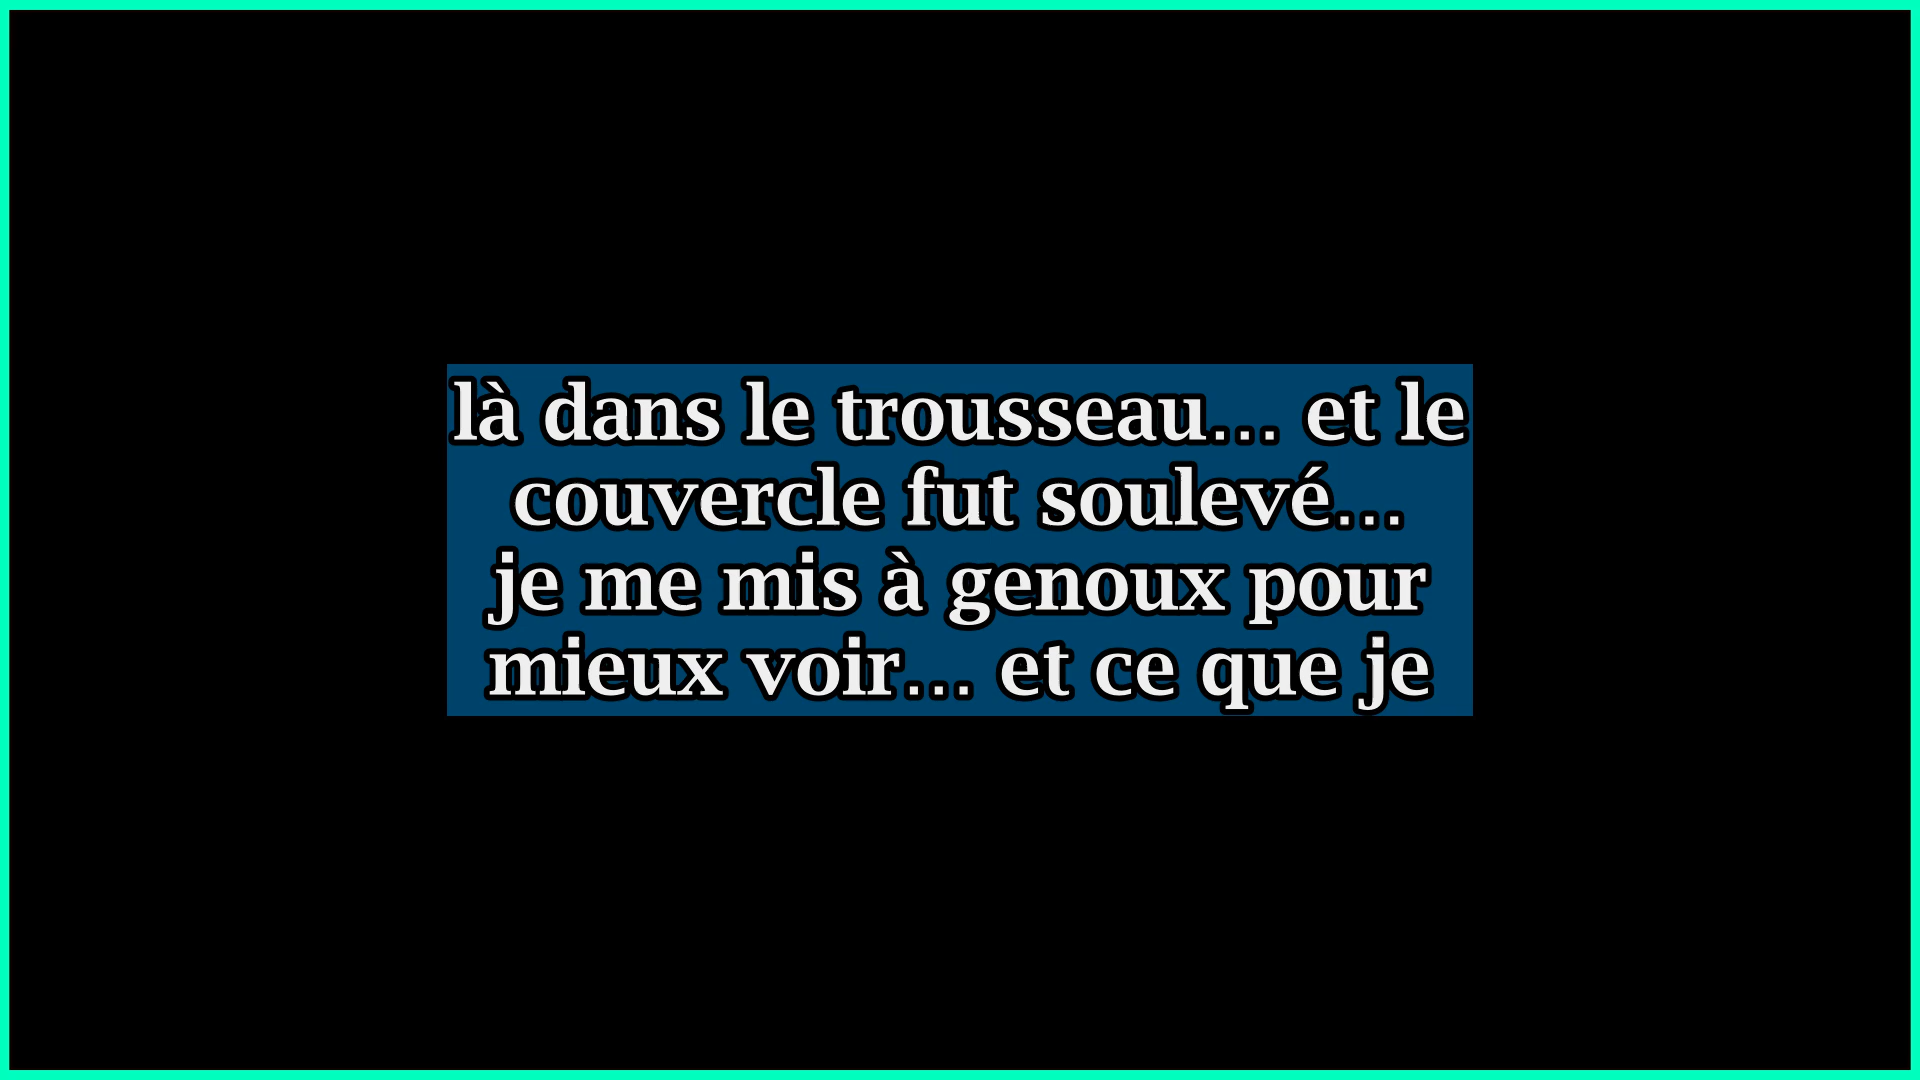 là dans le trousseau... et le
couvercle fut soulevé...
je me mis à genoux pour
mieux voir... et ce que je